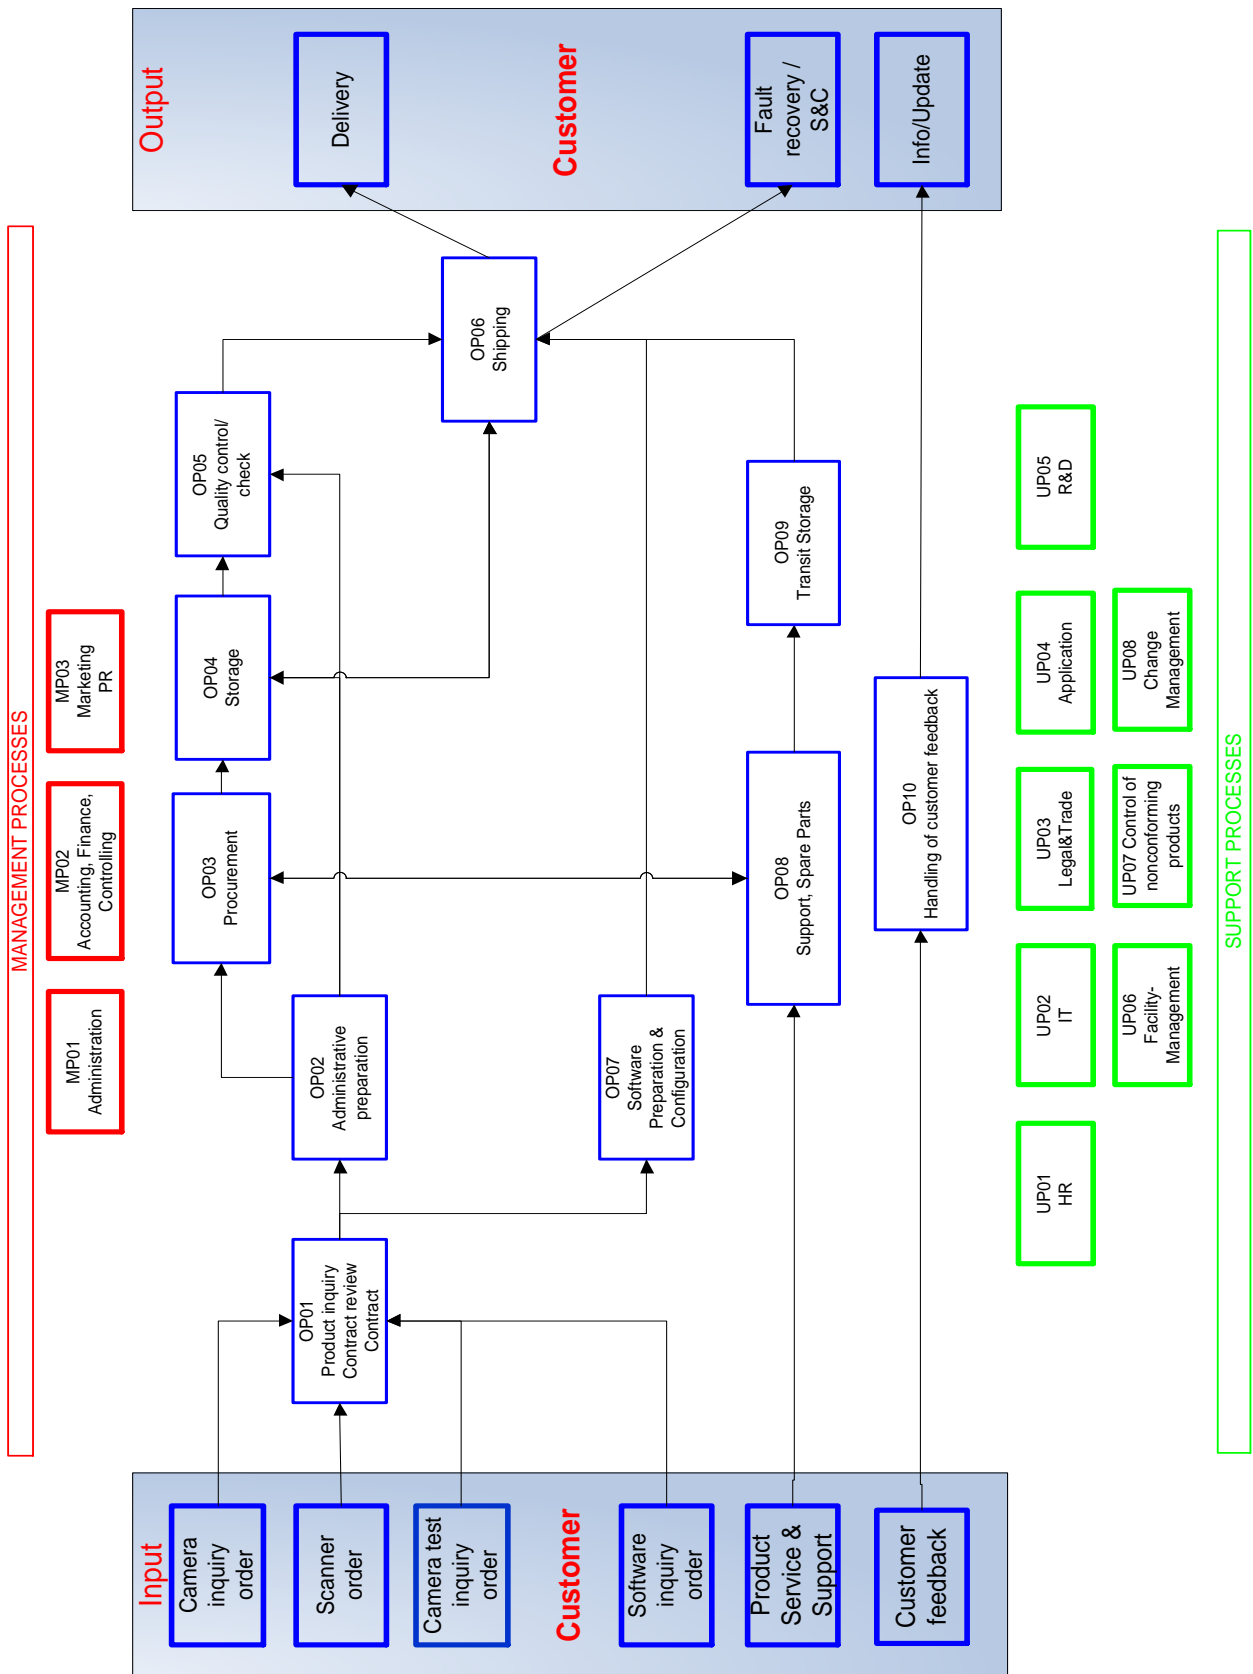 MANAGEMENT PROCESSES
MP01
Administration
MP02
Accounting, Finance,
Controlling
MP03
Marketing
PR
Input
Camera
inquiry
order
Scanner
order
Camera test
inquiry
order
Customer
Software
inquiry
order
Product
Service &
Support
Customer
feedback
OP01
Product inquiry
Contract review
Contract
OP02
Administrative
preparation
OP03
Procurement
OP04
Storage
OP05
Quality control/
check
OP06
Shipping
OP07
Software
Preparation &
Configuration
OP08
Support, Spare Parts
OP09
Transit Storage
OP10
Handling of customer feedback
Output
Delivery
Customer
Fault
recovery /
S&C
Info/Update
UP01
HR
UP02
IT
UP03
Legal&Trade
UP04
Application
UP05
R&D
UP06
Facility-
Management
UP07 Control of
nonconforming
products
UP08
Change
Management
SUPPORT PROCESSES